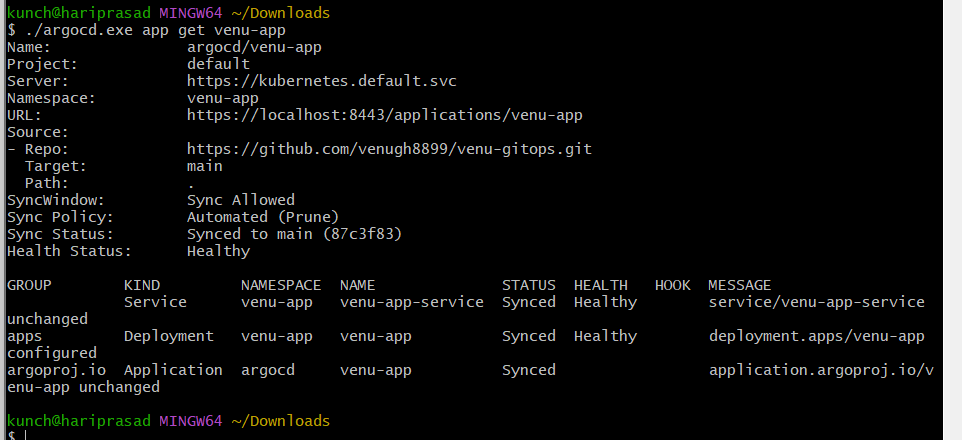 kunch@hariprasad MINGW64 ~/Downloads
$ ./argocd.exe app get venu-app
Name:               argocd/venu-app
Project:            default
Server:             https://kubernetes.default.svc
Namespace:          venu-app
URL:                https://localhost:8443/applications/venu-app
Source:
- Repo:             https://github.com/venugh8899/venu-gitops.git
  Target:           main
  Path:             .
SyncWindow:         Sync Allowed
Sync Policy:        Automated (Prune)
Sync Status:        Synced to main (87c3f83)
Health Status:      Healthy

GROUP        KIND         NAMESPACE  NAME              STATUS  HEALTH   HOOK  MESSAGE
             Service      venu-app   venu-app-service  Synced  Healthy        service/venu-app-service
unchanged
apps         Deployment   venu-app   venu-app          Synced  Healthy        deployment.apps/venu-app
configured
argoproj.io  Application  argocd     venu-app          Synced                 application.argoproj.io/v
enu-app unchanged

kunch@hariprasad MINGW64 ~/Downloads
$